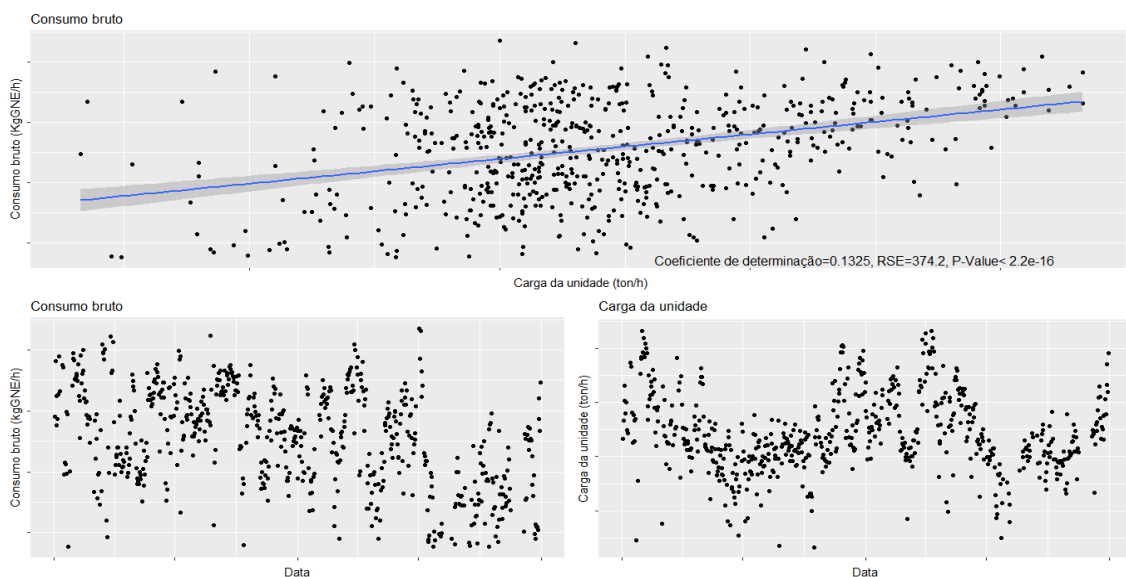 Consumo bruto
Consumo bruto (KgGNE/h)
Coeficiente de determinação=0.1325, RSE=374.2, P-Value< 2.2e-16
Carga da unidade (ton/h)
Consumo bruto
Consumo bruto (kgGNE/h)
Data
Carga da unidade
Carga da unidade (ton/h)
Data